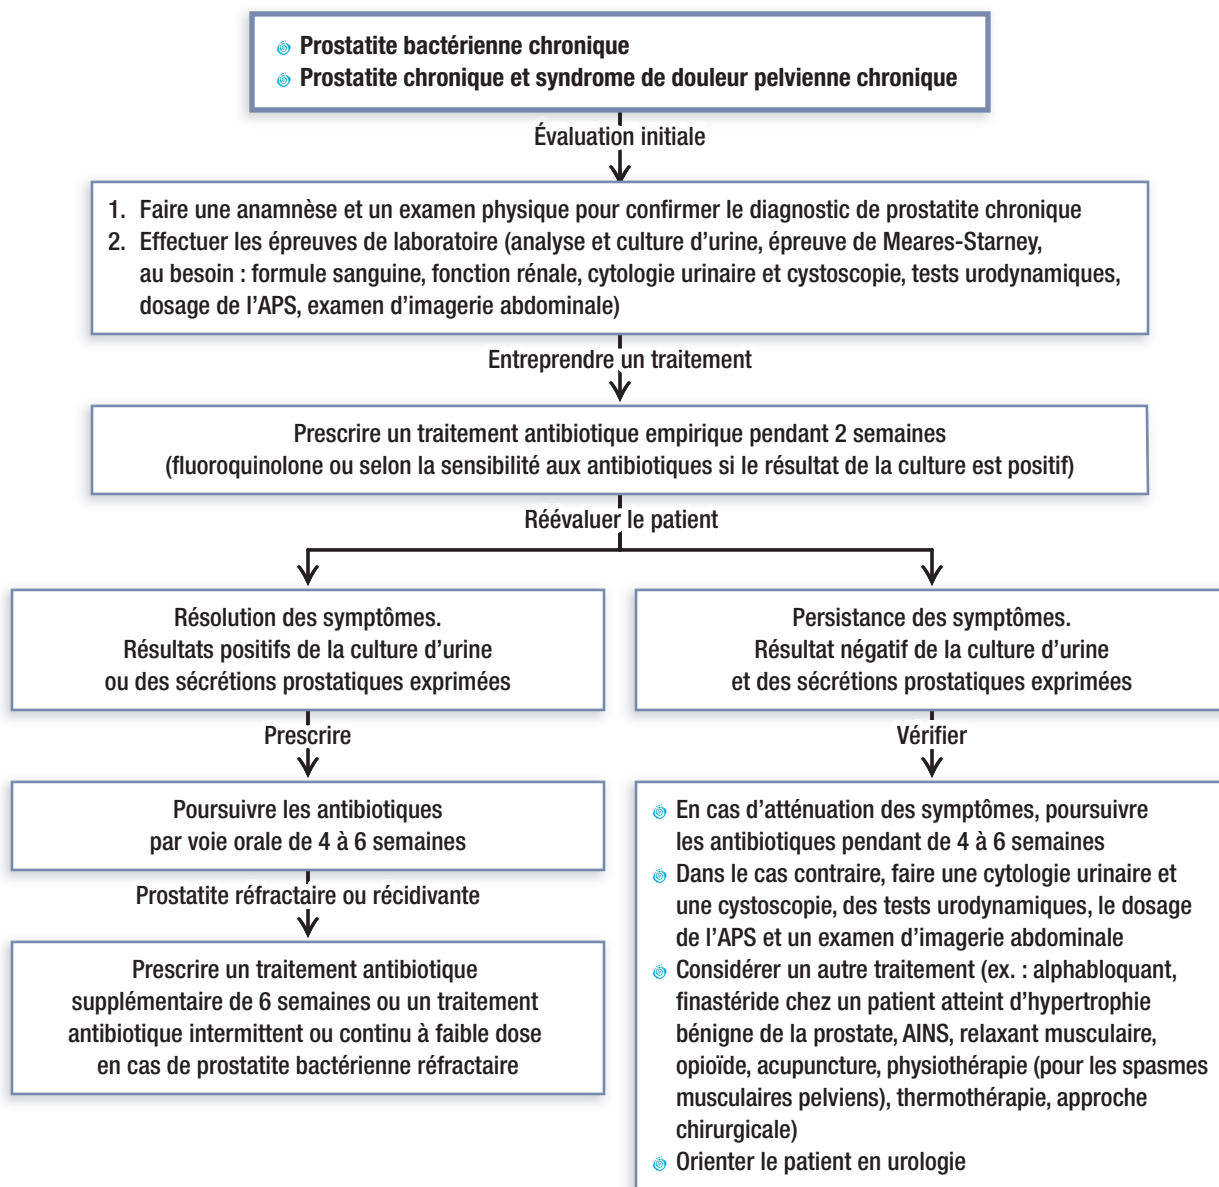 Prostatite bactérienne chronique
Prostatite chronique et syndrome de douleur pelvienne chronique
Évaluation initiale
1. Faire une anamnèse et un examen physique pour confirmer le diagnostic de prostatite chronique
2. Effectuer les épreuves de laboratoire (analyse et culture d'urine, épreuve de Meares-Starney,
au besoin : formule sanguine, fonction rénale, cytologie urinaire et cystoscopie, tests urodynamiques,
dosage de l'APS, examen d'imagerie abdominale)
Entreprendre un traitement
Prescrire un traitement antibiotique empirique pendant 2 semaines
(fluoroquinolone ou selon la sensibilité aux antibiotiques si le résultat de la culture est positif)
Réévaluer le patient
Résolution des symptômes.
Résultats positifs de la culture d'urine
ou des sécrétions prostatiques exprimées
Prescrire
Poursuivre les antibiotiques
par voie orale de 4 à 6 semaines
Prostatite réfractaire ou récidivante
Prescrire un traitement antibiotique
supplémentaire de 6 semaines ou un traitement
antibiotique intermittent ou continu à faible dose
en cas de prostatite bactérienne réfractaire
Persistance des symptômes.
Résultat négatif de la culture d'urine
et des sécrétions prostatiques exprimées
Vérifier
En cas d'atténuation des symptômes, poursuivre
les antibiotiques pendant de 4 à 6 semaines
Dans le cas contraire, faire une cytologie urinaire et
une cystoscopie, des tests urodynamiques, le dosage
de l'APS et un examen d'imagerie abdominale
Considérer un autre traitement (ex. : alphabloquant,
finastéride chez un patient atteint d'hypertrophie
bénigne de la prostate, AINS, relaxant musculaire,
opioïde, acupuncture, physiothérapie (pour les spasmes
musculaires pelviens), thermothérapie, approche
chirurgicale)
Orienter le patient en urologie